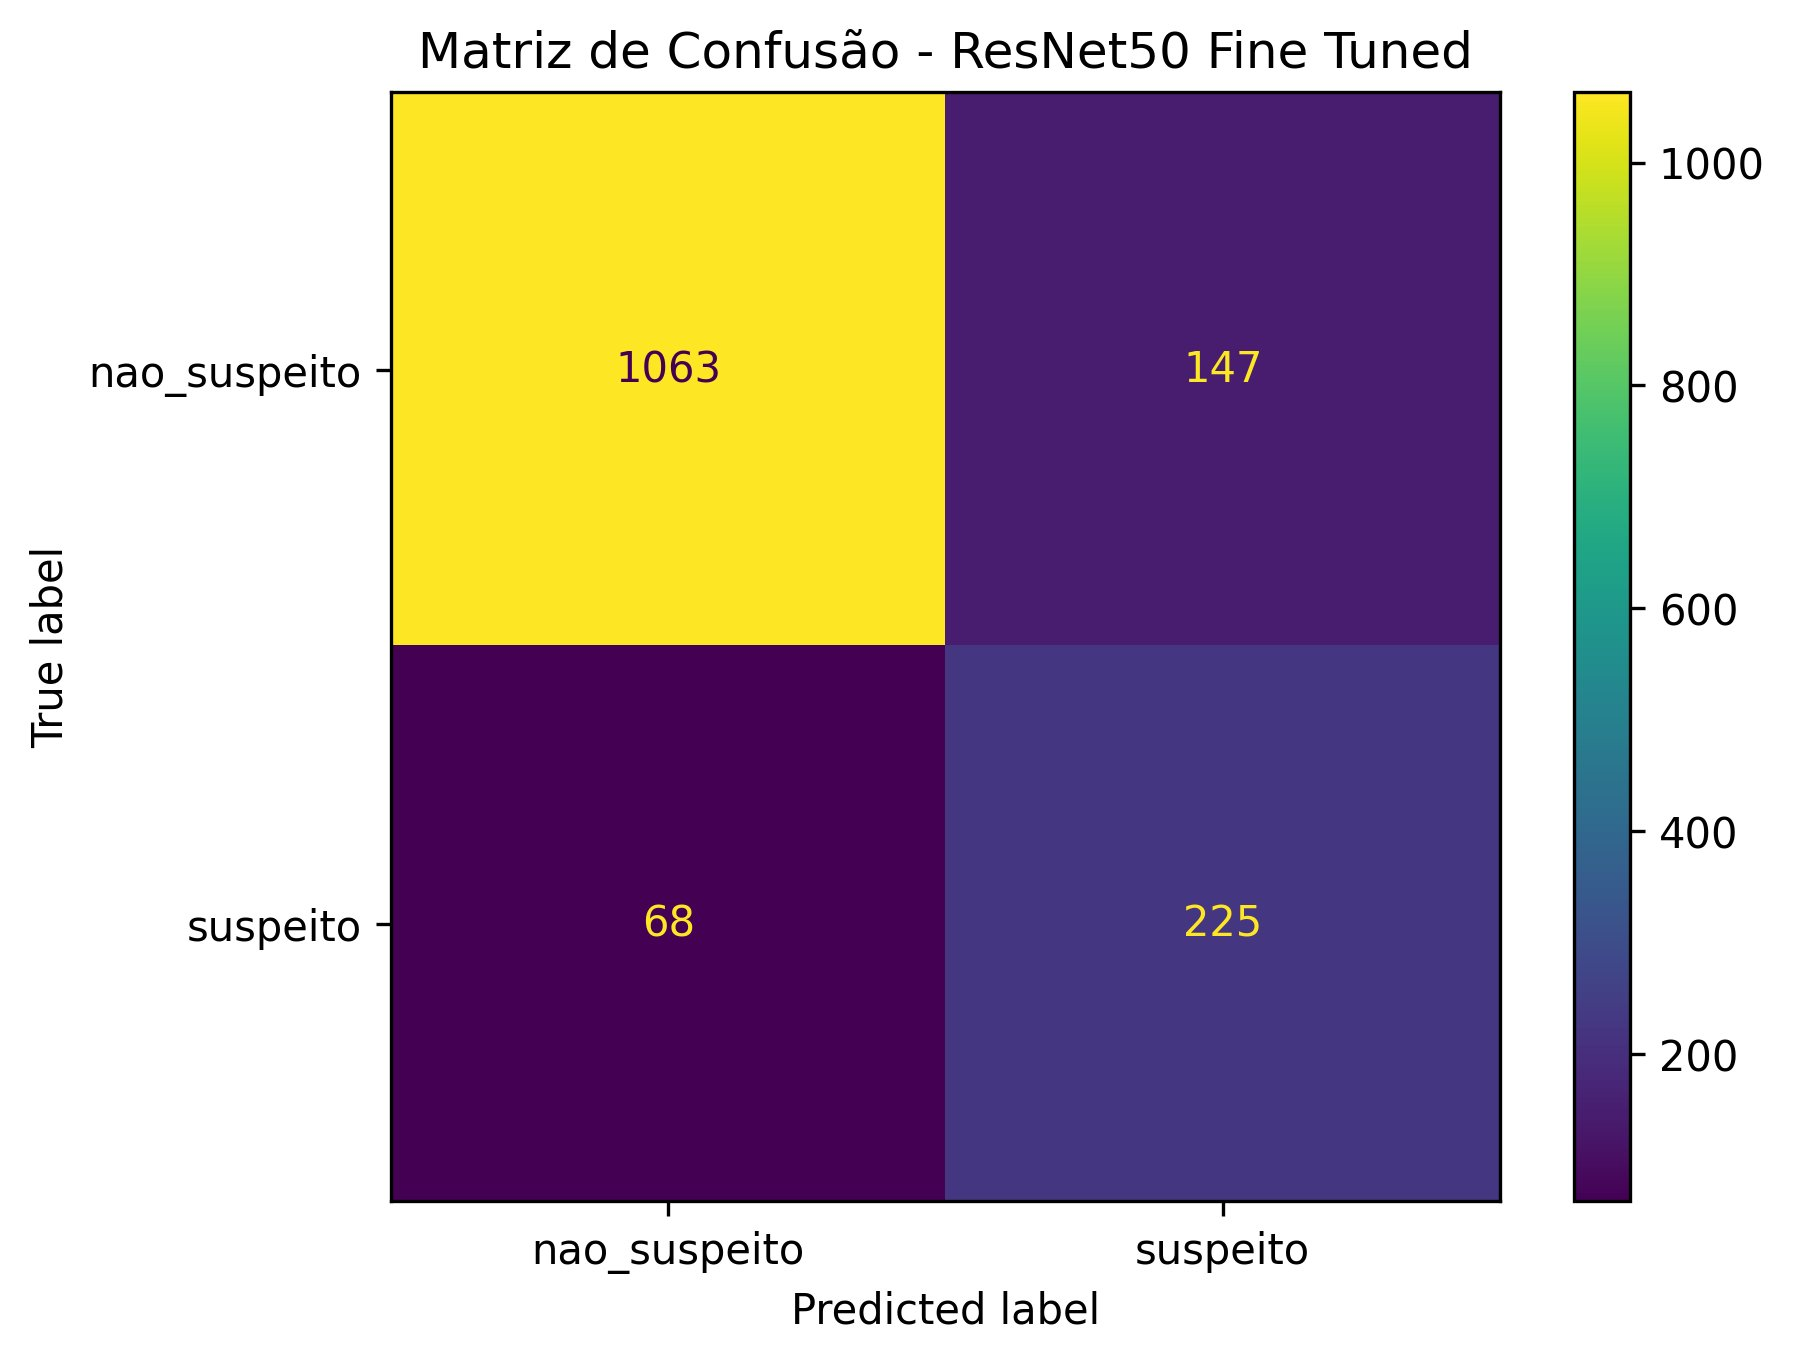 Matriz de Confusão - ResNet50 Fine Tuned
True label
nao_suspeito
suspeito
1063
147
68
225
nao_suspeito
suspeito
Predicted label
1000
800
600
400
200